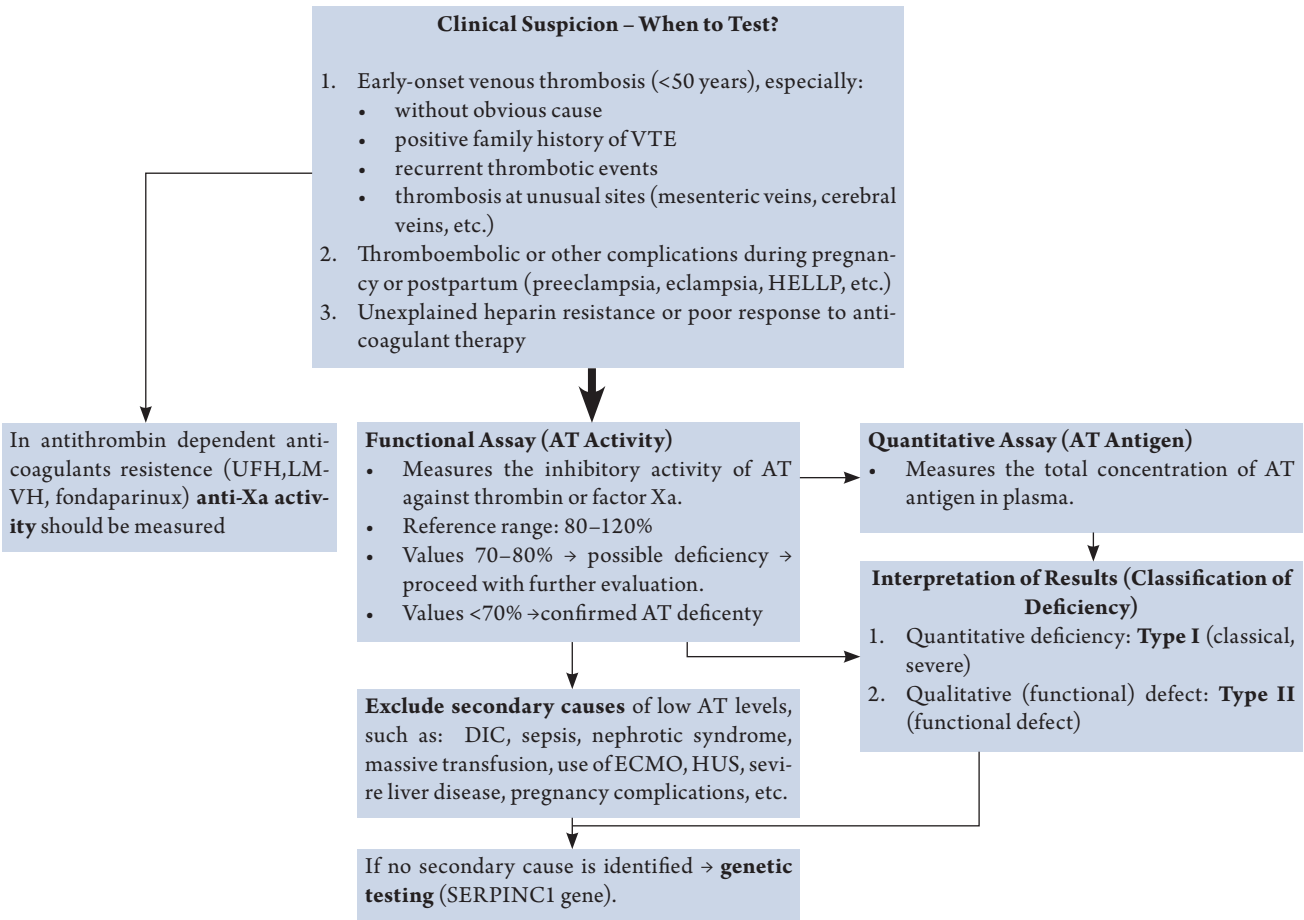 Clinical Suspicion – When to Test?
1. Early-onset venous thrombosis (<50 years), especially:
• without obvious cause
• positive family history of VTE
• recurrent thrombotic events
• thrombosis at unusual sites (mesenteric veins, cerebral
veins, etc.)
2. Thromboembolic or other complications during pregnan-
cy or postpartum (preeclampsia, eclampsia, HELLP, etc.)
3. Unexplained heparin resistance or poor response to anti-
coagulant therapy
In antithrombin dependent anti-
coagulants resistence (UFH,LM-
VH, fondaparinux) anti-Xa activ-
ity should be measured
Functional Assay (AT Activity)
• Measures the inhibitory activity of AT
against thrombin or factor Xa.
• Reference range: 80–120%
• Values 70–80% → possible deficiency →
proceed with further evaluation.
• Values <70% →confirmed AT deficenty
Quantitative Assay (AT Antigen)
• Measures the total concentration of AT
antigen in plasma.
Interpretation of Results (Classification of
Deficiency)
1. Quantitative deficiency: Type I (classical,
severe)
2. Qualitative (functional) defect: Type II
(functional defect)
Exclude secondary causes of low AT levels,
such as: DIC, sepsis, nephrotic syndrome,
massive transfusion, use of ECMO, HUS, sevi-
re liver disease, pregnancy complications, etc.
If no secondary cause is identified → genetic
testing (SERPINC1 gene).